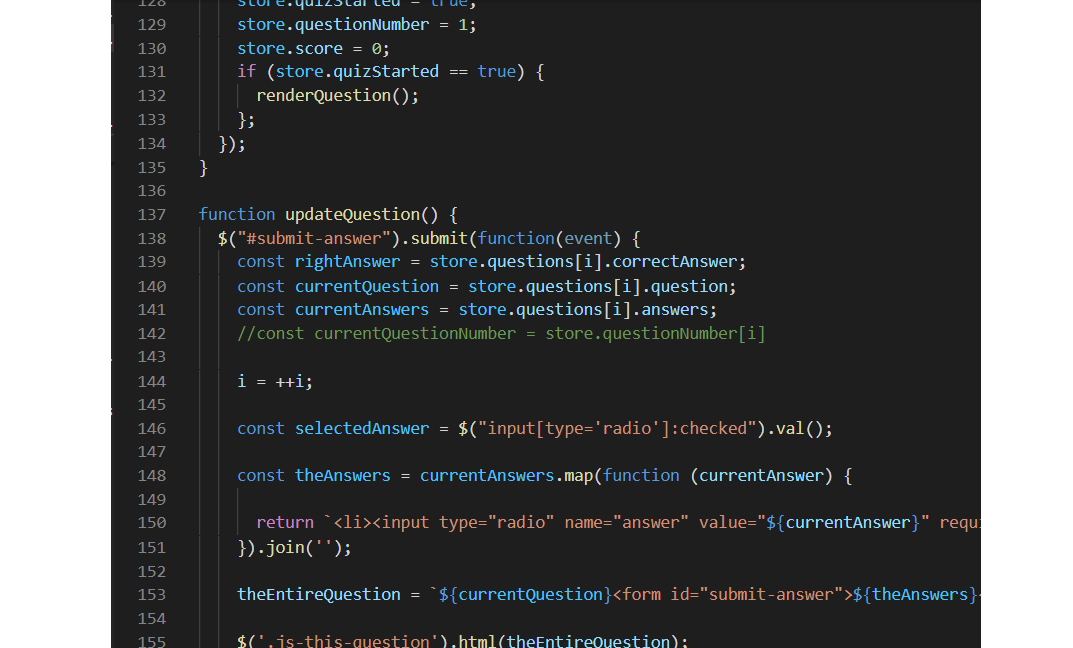 128 store.quizStarted = true;
129 store.questionNumber = 1;
130 store.score = 0;
131 if (store.quizStarted == true) {
132 renderQuestion();
133 };
134 });
135 }
136
137 function updateQuestion() {
138 $("#submit-answer").submit(function(event) {
139 const rightAnswer = store.questions[i].correctAnswer;
140 const currentQuestion = store.questions[i].question;
141 const currentAnswers = store.questions[i].answers;
142 //const currentQuestionNumber = store.questionNumber[i]
143
144 i = ++i;
145
146 const selectedAnswer = $("input[type='radio']:checked").val();
147
148 const theAnswers = currentAnswers.map(function (currentAnswer) {
149
150 return `<li><input type="radio" name="answer" value="${currentAnswer}" requi
151 }).join('');
152
153 theEntireQuestion = `${currentQuestion}<form id="submit-answer">${theAnswers}<
154
155 $('.js-this-question').html(theEntireQuestion);